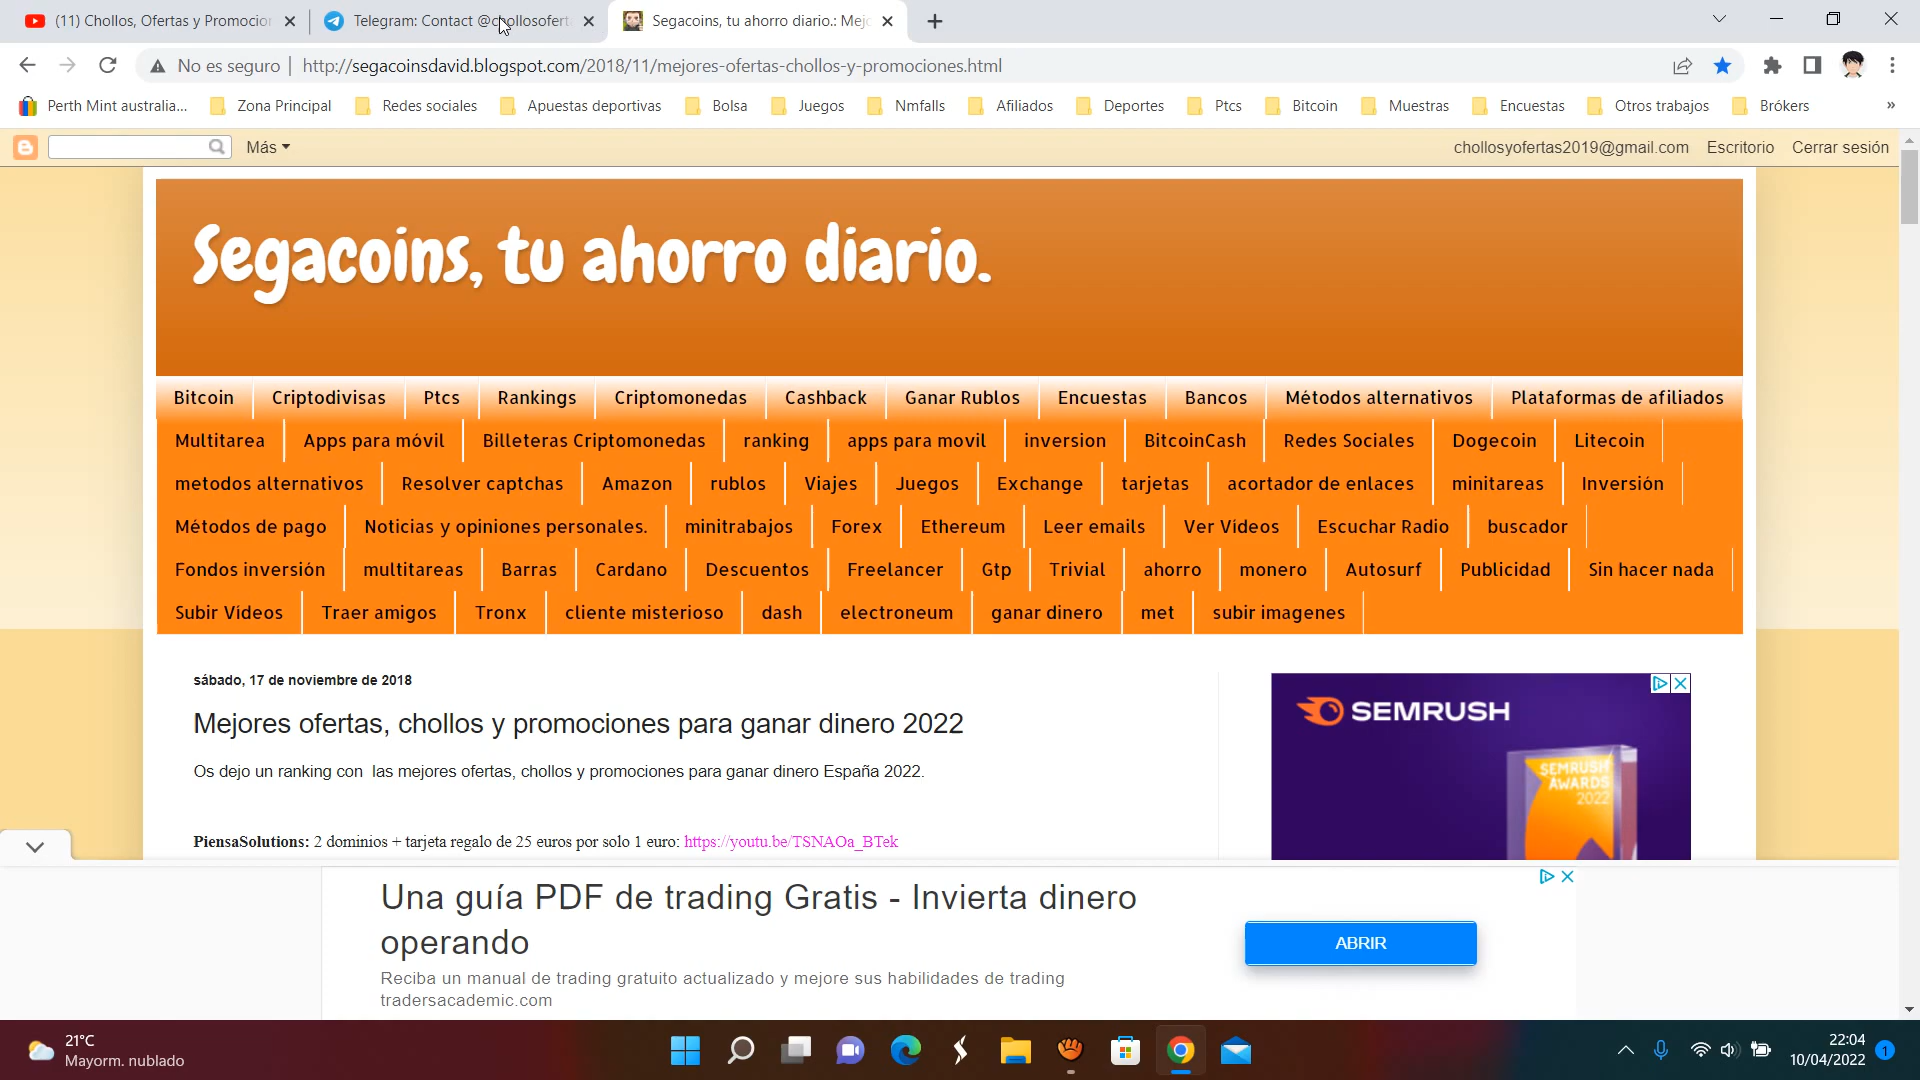 (11) Chollos, Ofertas y Promocion
Telegram: Contact @chollosofert
Segacoins, tu ahorro diario.: Mej
No es seguro
http://segacoinsdavid.blogspot.com/2018/11/mejores-ofertas-chollos-y-promociones.html
Perth Mint australia...
Zona Principal
Redes sociales
Apuestas deportivas
Bolsa
Juegos
Nmfalls
Afiliados
Deportes
Ptcs
Bitcoin
Muestras
Encuestas
Otros trabajos
Brókers
»
Más
chollosyofertas2019@gmail.com
Escritorio
Cerrar sesión
Segacoins, tu ahorro diario.
Bitcoin Criptodivisas Ptcs Rankings Criptomonedas Cashback Ganar Rublos Encuestas Bancos Métodos alternativos Plataformas de afiliados
Multitarea Apps para móvil Billeteras Criptomonedas ranking apps para movil inversion BitcoinCash Redes Sociales Dogecoin Litecoin
metodos alternativos Resolver captchas Amazon rublos Viajes Juegos Exchange tarjetas acortador de enlaces minitareas Inversión
Métodos de pago Noticias y opiniones personales. minitrabajos Forex Ethereum Leer emails Ver Vídeos Escuchar Radio buscador
Fondos inversión multitareas Barras Cardano Descuentos Freelancer Gtp Trivial ahorro monero Autosurf Publicidad Sin hacer nada
Subir Vídeos Traer amigos Tronx cliente misterioso dash electroneum ganar dinero met subir imagenes
sábado, 17 de noviembre de 2018
Mejores ofertas, chollos y promociones para ganar dinero 2022
Os dejo un ranking con las mejores ofertas, chollos y promociones para ganar dinero España 2022.
PiensaSolutions: 2 dominios + tarjeta regalo de 25 euros por solo 1 euro: https://youtu.be/TSNAOa_BTek
SEMRUSH
SEMRUSH
AWARDS
2022
Una guía PDF de trading Gratis - Invierta dinero
operando
Reciba un manual de trading gratuito actualizado y mejore sus habilidades de trading
tradersacademic.com
ABRIR
21°C
Mayorm. nublado
22:04
10/04/2022
1